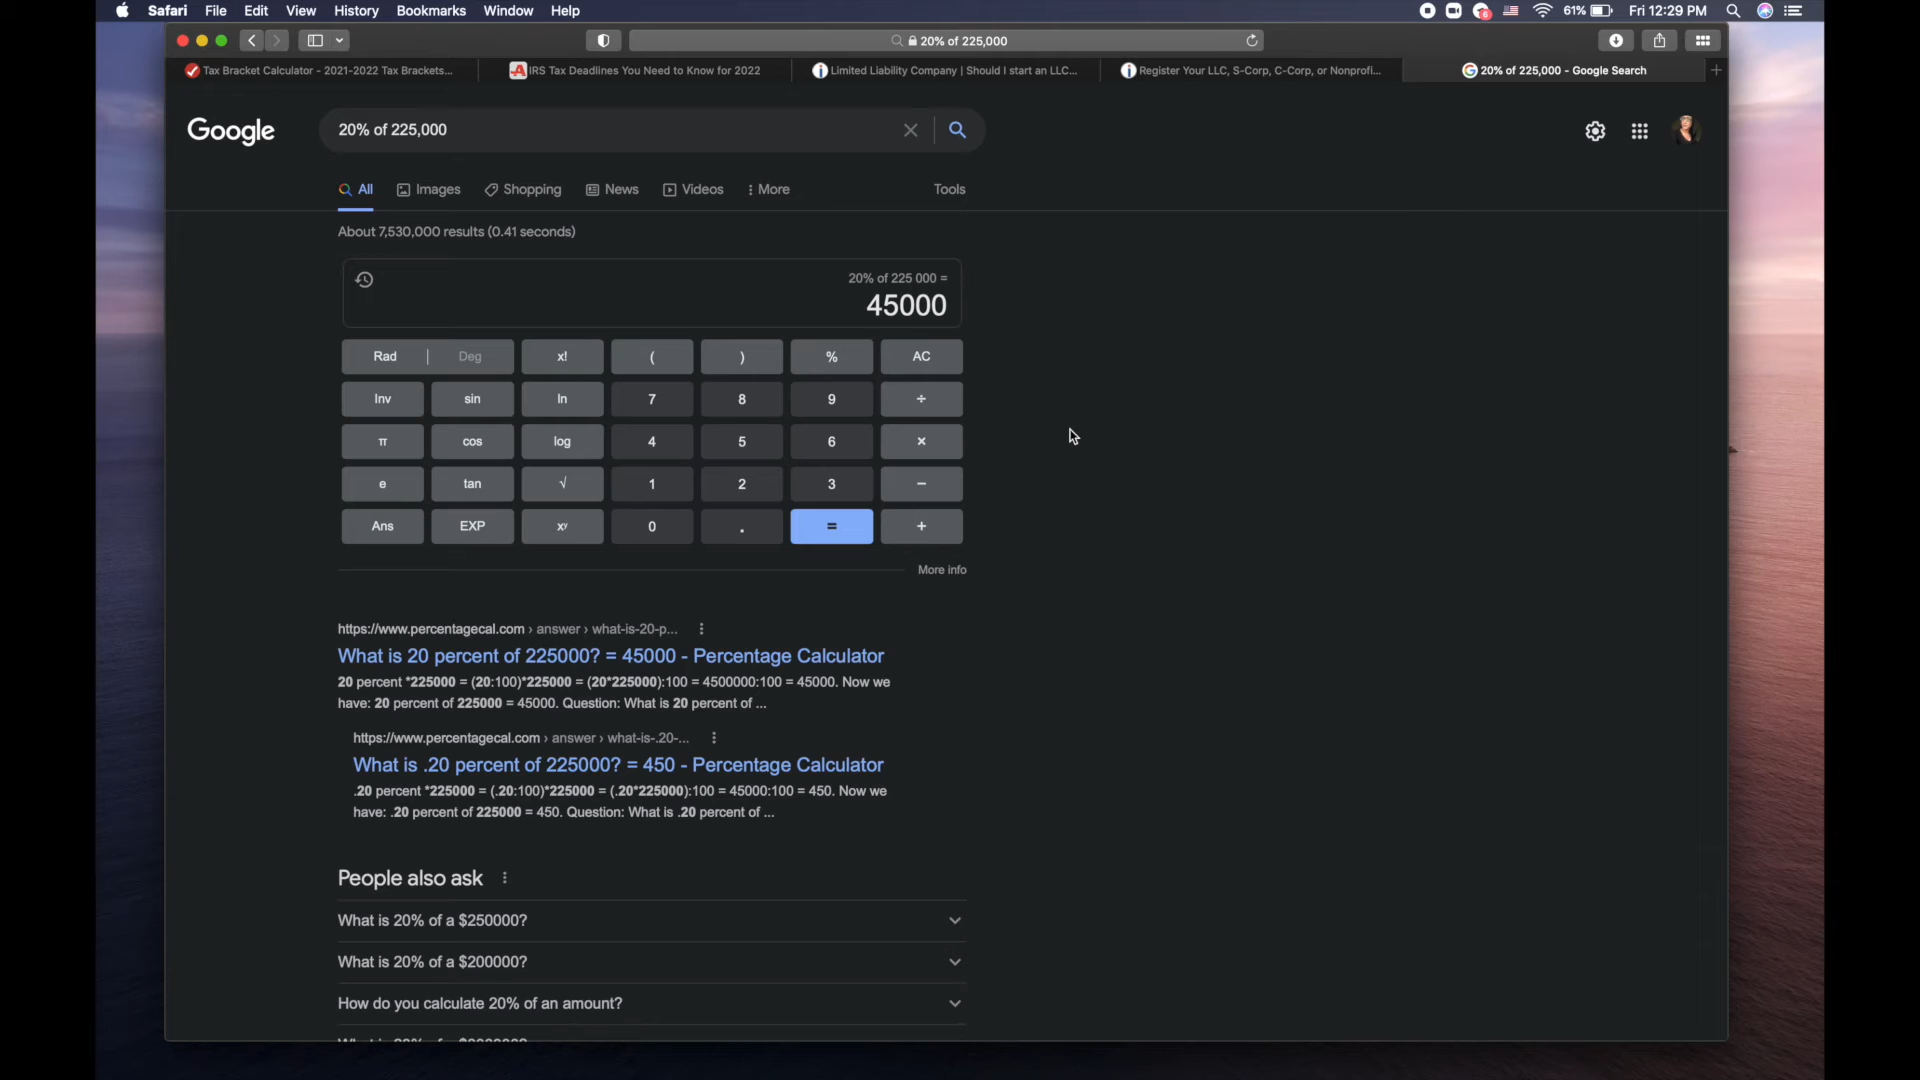 Safari File Edit View History Bookmarks Window Help 6 61% Fri 12:29 PM
20% of 225,000
Tax Bracket Calculator - 2021-2022 Tax Brackets... IRS Tax Deadlines You Need to Know for 2022 Limited Liability Company | Should I start an LLC... Register Your LLC, S-Corp, C-Corp, or Nonprofi... 20% of 225,000 - Google Search
Google 20% of 225,000
All Images Shopping News Videos More Tools
About 7,530,000 results (0.41 seconds)
20% of 225 000 =
45000
Rad | Deg x! ( ) % AC
Inv sin ln 7 8 9 ÷
π cos log 4 5 6 ×
e tan √ 1 2 3 −
Ans EXP xʸ 0 . = +
More info
https://www.percentagecal.com › answer › what-is-20-p...
What is 20 percent of 225000? = 45000 - Percentage Calculator
20 percent *225000 = (20:100)*225000 = (20*225000):100 = 4500000:100 = 45000. Now we
have: 20 percent of 225000 = 45000. Question: What is 20 percent of ...
https://www.percentagecal.com › answer › what-is-.20-...
What is .20 percent of 225000? = 450 - Percentage Calculator
.20 percent *225000 = (.20:100)*225000 = (.20*225000):100 = 45000:100 = 450. Now we
have: .20 percent of 225000 = 450. Question: What is .20 percent of ...
People also ask
What is 20% of a $250000?
What is 20% of a $200000?
How do you calculate 20% of an amount?